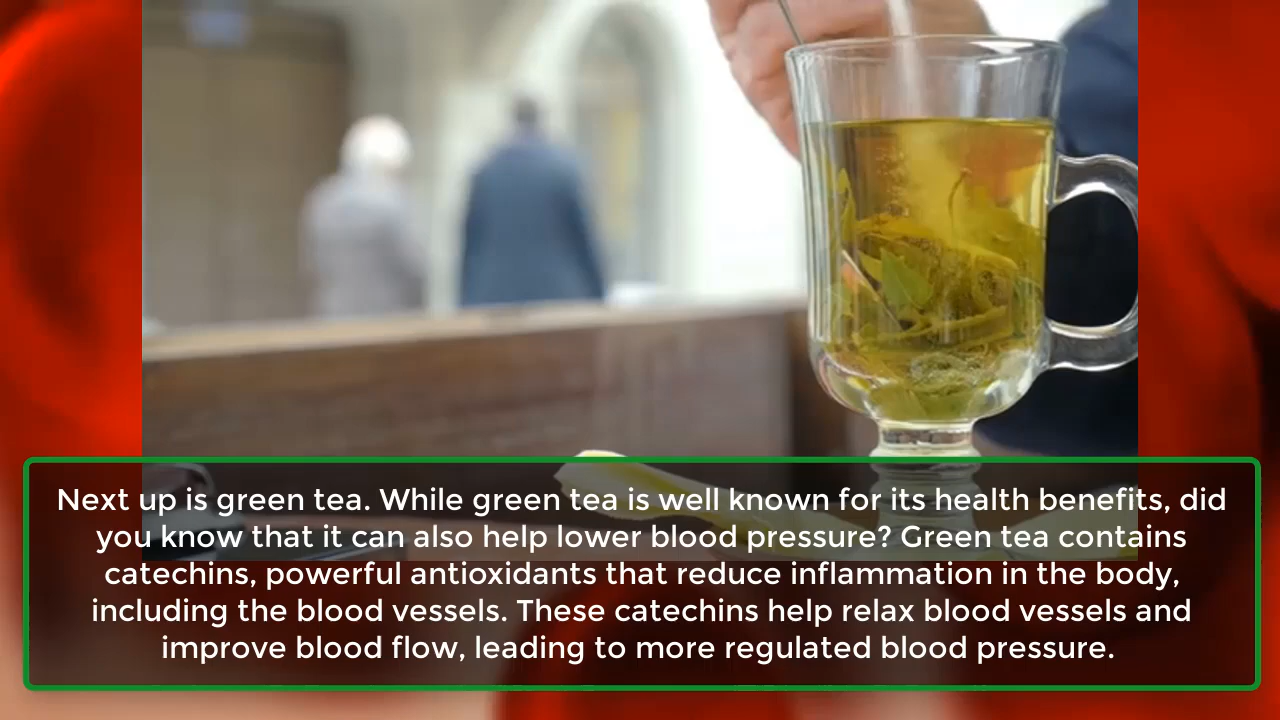 Next up is green tea. While green tea is well known for its health benefits, did
you know that it can also help lower blood pressure? Green tea contains
catechins, powerful antioxidants that reduce inflammation in the body,
including the blood vessels. These catechins help relax blood vessels and
improve blood flow, leading to more regulated blood pressure.